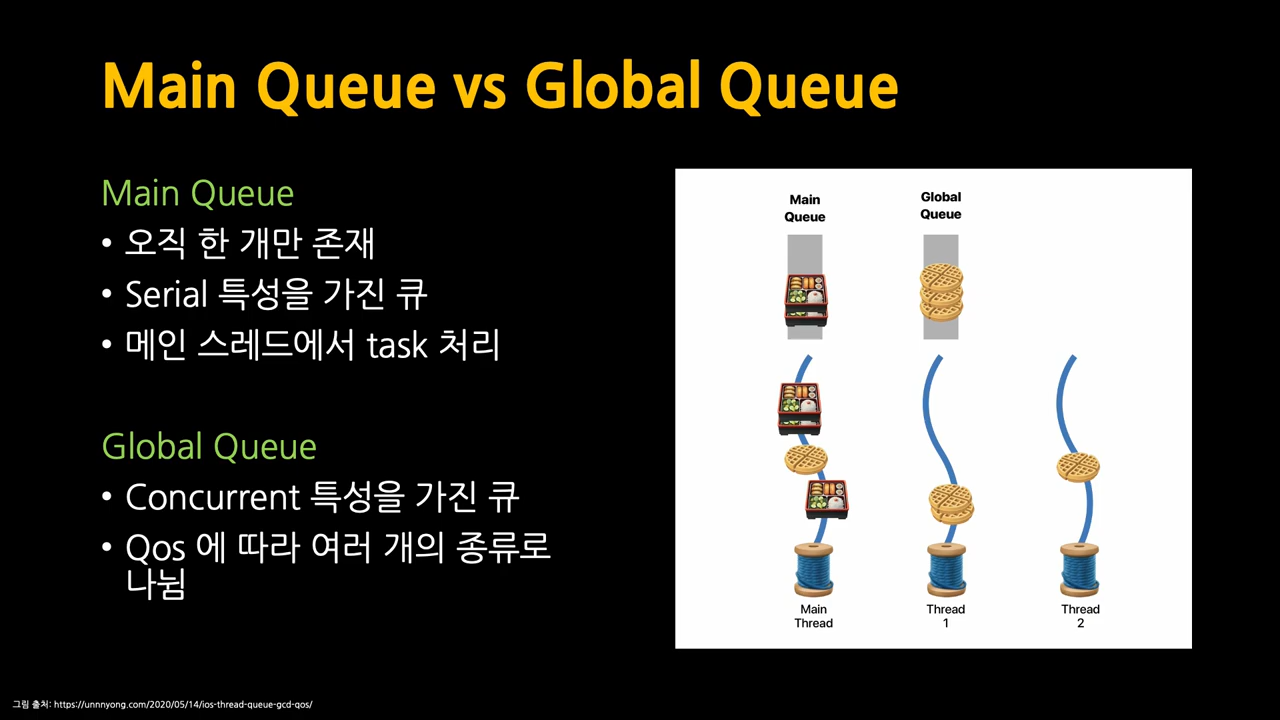 Main Queue vs Global Queue
Main Queue
• 오직 한 개만 존재
• Serial 특성을 가진 큐
• 메인 스레드에서 task 처리
Global Queue
• Concurrent 특성을 가진 큐
• Qos 에 따라 여러 개의 종류로
나뉨
Main
Queue
Global
Queue
Main
Thread
Thread
1
Thread
2
그림 출처: https://unnnyong.com/2020/05/14/ios-thread-queue-gcd-qos/